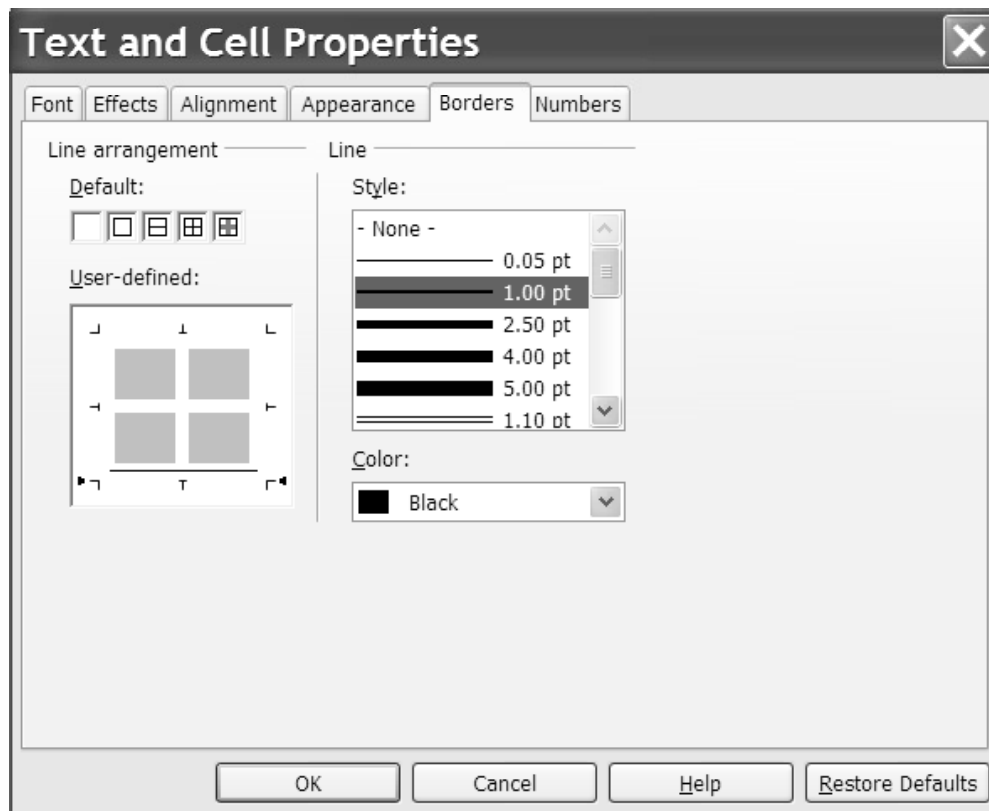 Text and Cell Properties
Font Effects Alignment Appearance Borders Numbers
Line arrangement
Line
Default:
Style:
- None -
0.05 pt
1.00 pt
2.50 pt
4.00 pt
5.00 pt
1.10 pt
User-defined:
Color:
Black
OK Cancel Help Restore Defaults